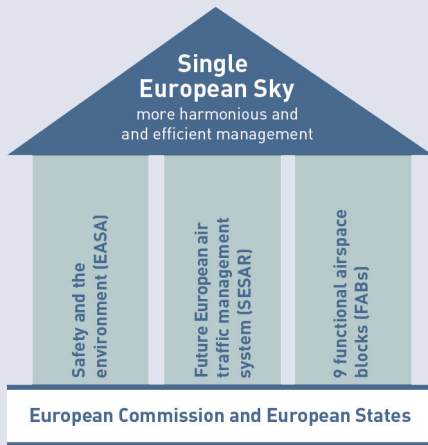 Single
European Sky
more harmonious and
and efficient management
Safety and the
environment (EASA)
Future European air
traffic management
system (SESAR)
9 functional airspace
blocks (FABs)
European Commission and European States